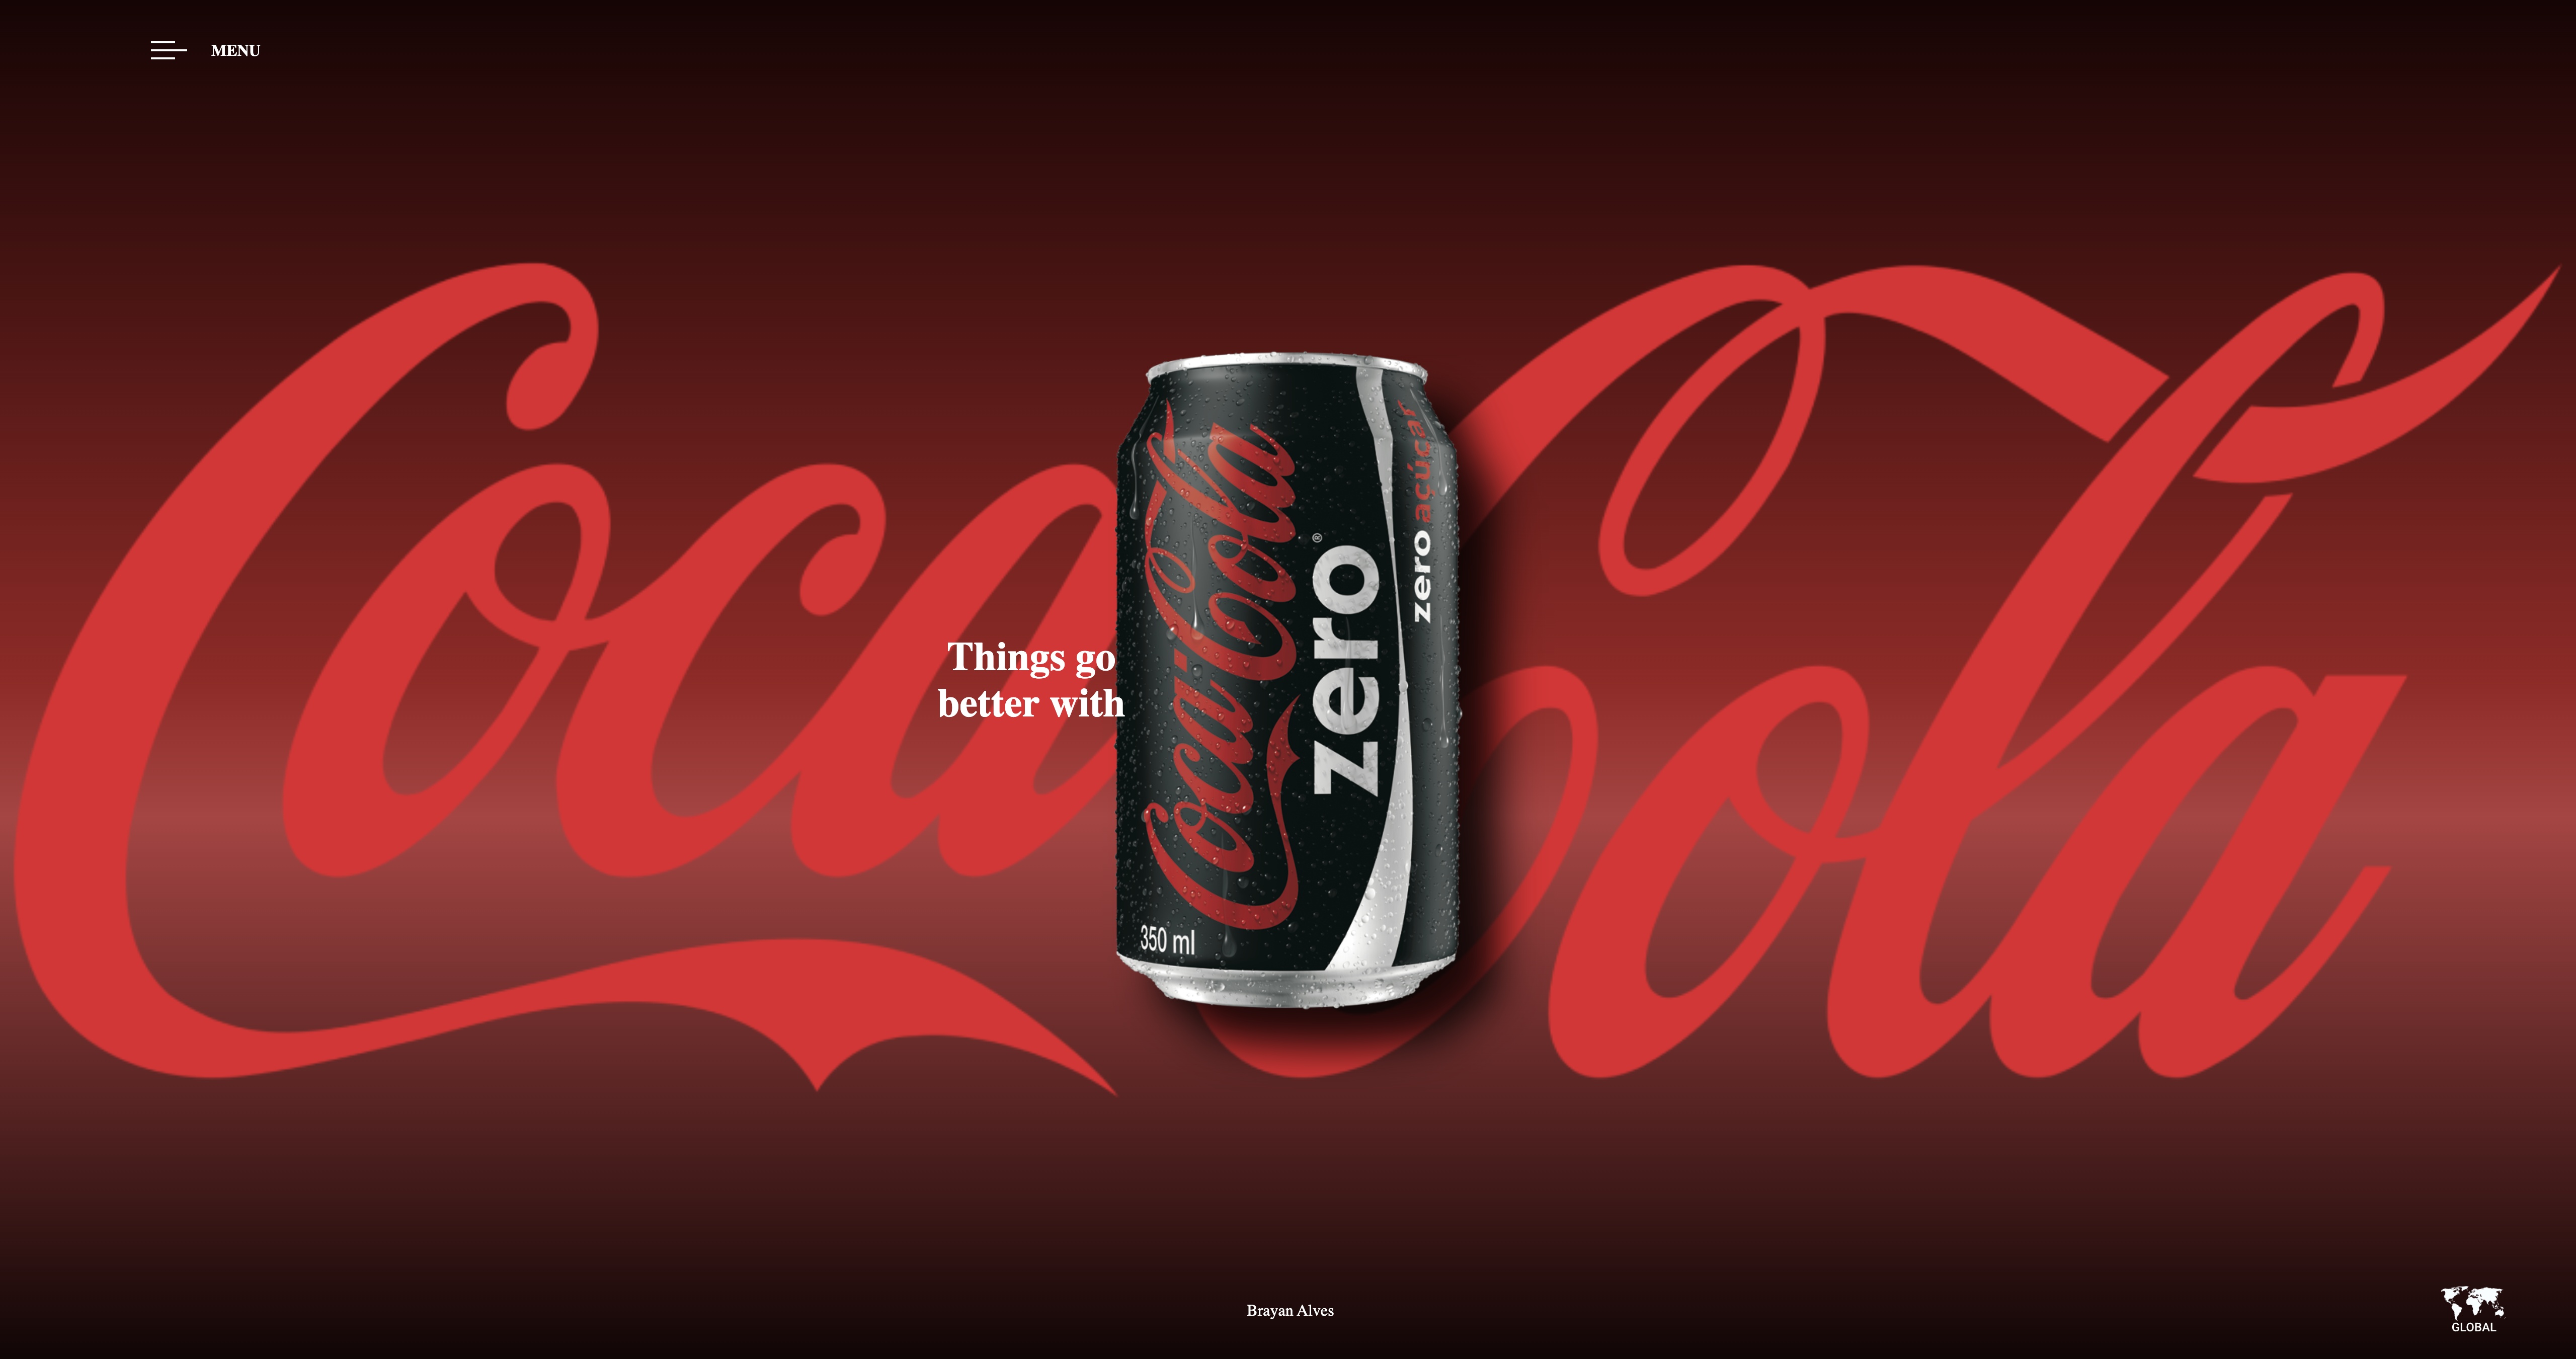 MENU
Coca-Cola
Things go
better with
Coca-Cola
zero
zero açúcar
350 ml
Brayan Alves
GLOBAL